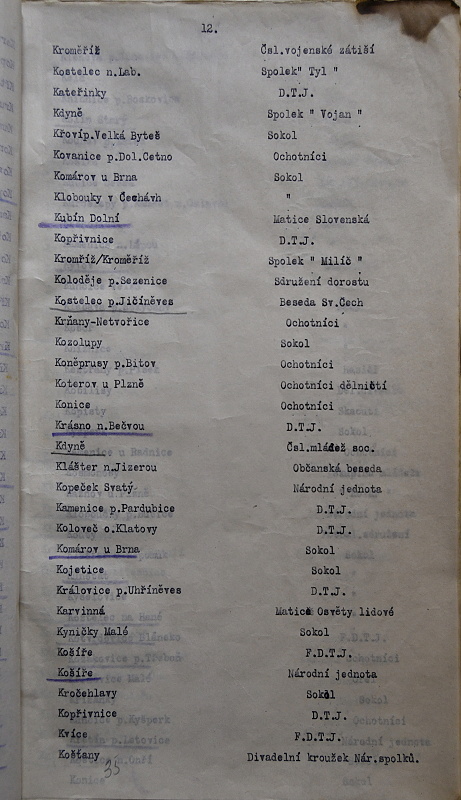 12.
Kroměříž Čsl.vojenské zátiší
Kostelec n.Lab. Spolek" Tyl "
Kateřinky D.T.J.
Kdyně Spolek " Vojan "
Křovíp.Velká Byteš Sokol
Kovanice p.Dol.Cetno Ochotníci
Komárov u Brna Sokol
Klobouky v Čechávh "
Kubín Dolní Matice Slovenská
Kopřivnice D.T.J.
Kromříž/Kroměříž Spolek " Milíč "
Koloděje p.Sezenice Sdružení dorostu
Kostelec p.Jičíněves Beseda Sv.Čech
Krňany-Netvořice Ochotníci
Kozolupy Sokol
Koněprusy p.Bitov Ochotníci
Koterov u Plzně Ochotníci dělničtí
Konice Ochotníci
Krásno n.Bečvou D.T.J.
Kdyně Čsl.mládež soc.
Klášter n.Jizerou Občanská beseda
Kopeček Svatý. Národní jednota
Kamenice p.Pardubice D.T.J.
Koloveč o.Klatovy D.T.J.
Komárov u Brna Sokol
Kojetice Sokol
Královice p.Uhříněves D.T.J.
Karvinná Matice Osvěty lidové
Kyničky Malé Sokol
Košíře F.D.T.J.
Košíře Národní jednota
Kročehlavy Sokol
Kopřivnice D.T.J.
Kvíce F.D.T.J.
Košťany Divadelní kroužek Nár.spolků.
35